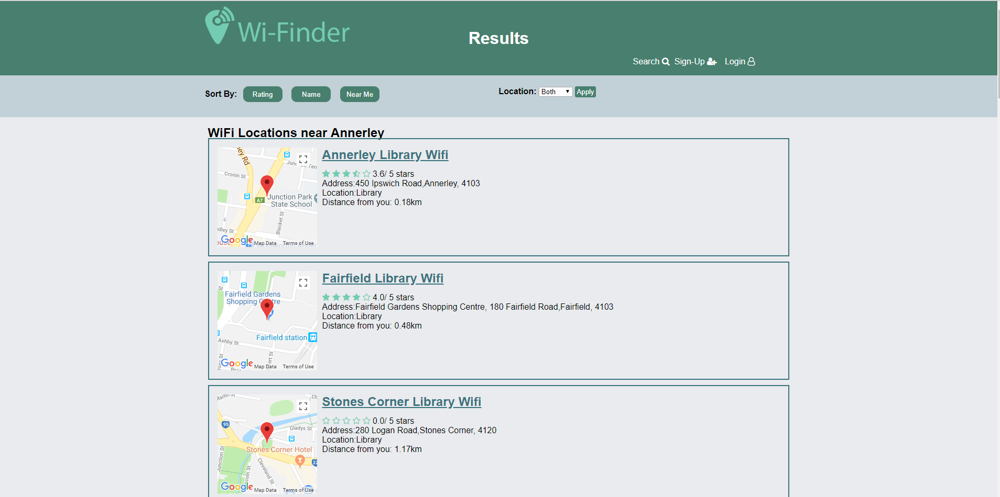 Wi-Finder
Results
Search Sign-Up Login
Sort By: Rating Name Near Me Location: Both Apply
WiFi Locations near Annerley
Annerley Library Wifi
3.6/ 5 stars
Address:450 Ipswich Road,Annerley, 4103
Location:Library
Distance from you: 0.18km
ey Rd
Cronin St
Junction Park
State School
A7
Blacket St
dley St
Google Map Data Terms of Use
Fairfield Library Wifi
4.0/ 5 stars
Address:Fairfield Gardens Shopping Centre, 180 Fairfield Road,Fairfield, 4103
Location:Library
Distance from you: 0.48km
St
Fairfield Gardens
Fairfield station
Ashby St
Google Map Data Terms of Use
Stones Corner Library Wifi
0.0/ 5 stars
Address:280 Logan Road,Stones Corner, 4120
Location:Library
Distance from you: 1.17km
95
Gladys St
Stones Corner Hotel
Junction St
Cleveland St
Google Map Data Terms of Use